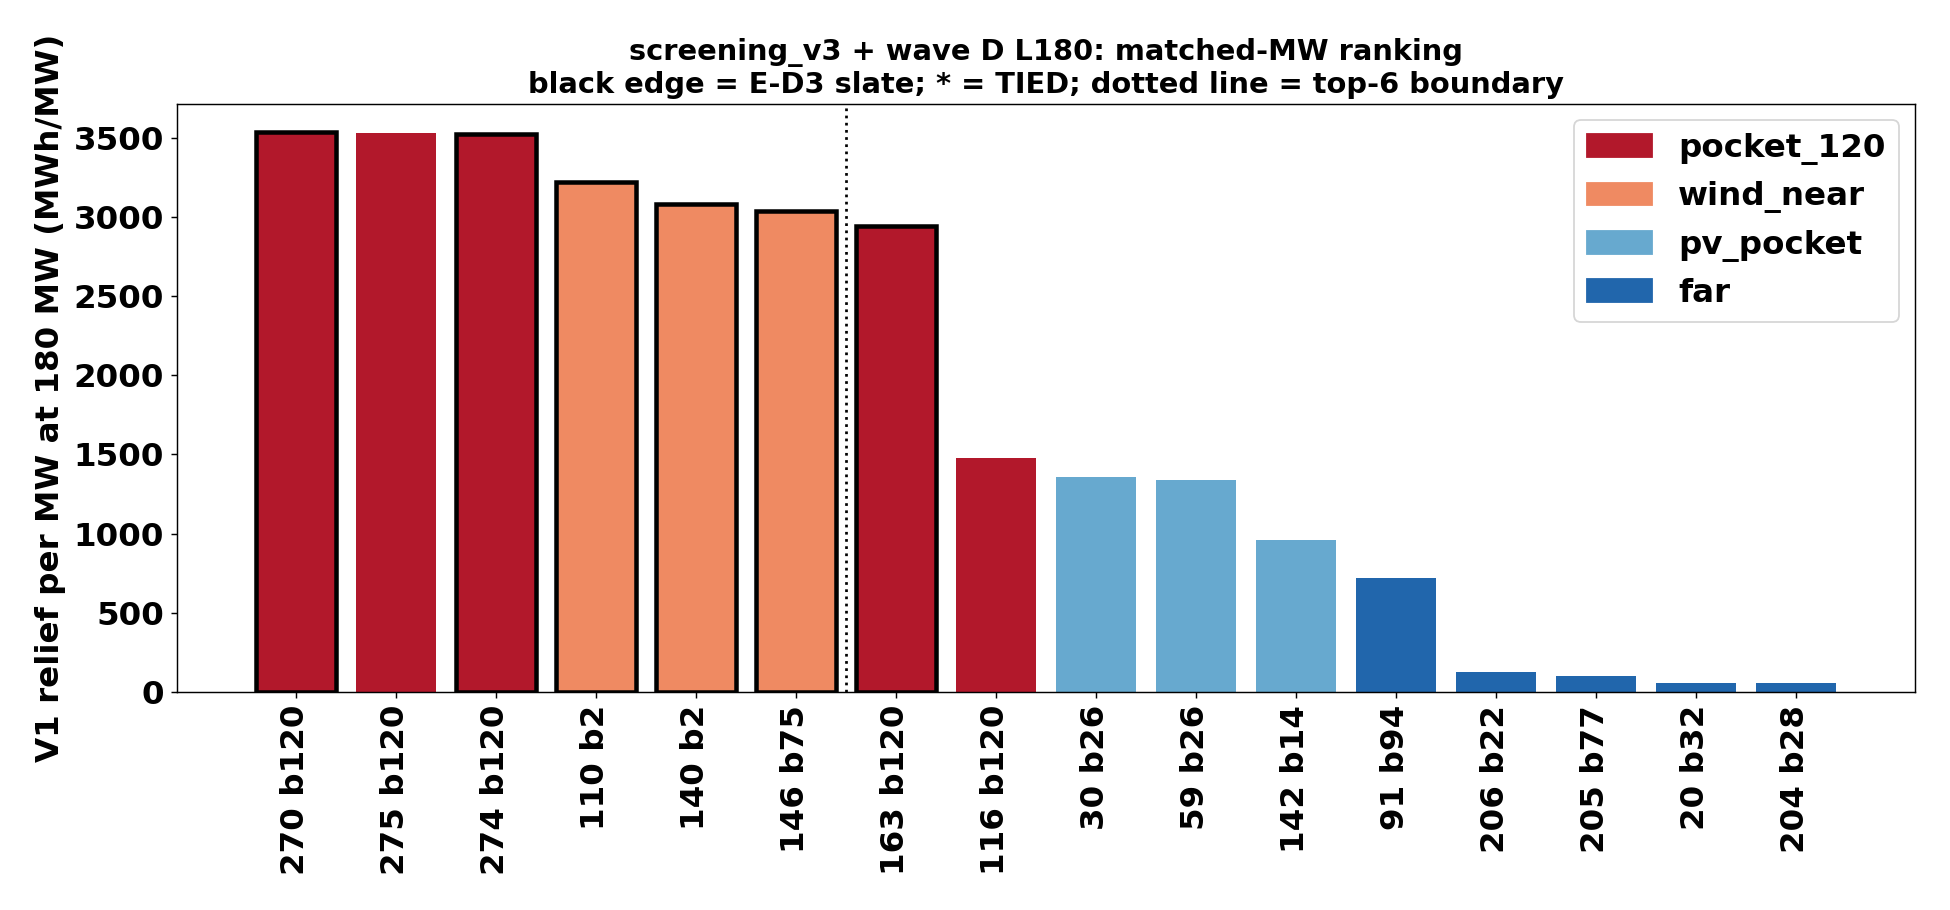 screening_v3 + wave D L180: matched-MW ranking
black edge = E-D3 slate; * = TIED; dotted line = top-6 boundary
V1 relief per MW at 180 MW (MWh/MW)
3500
3000
2500
2000
1500
1000
500
0
pocket_120
wind_near
pv_pocket
far
270 b120
275 b120
274 b120
110 b2
140 b2
146 b75
163 b120
116 b120
30 b26
59 b26
142 b14
91 b94
206 b22
205 b77
20 b32
204 b28